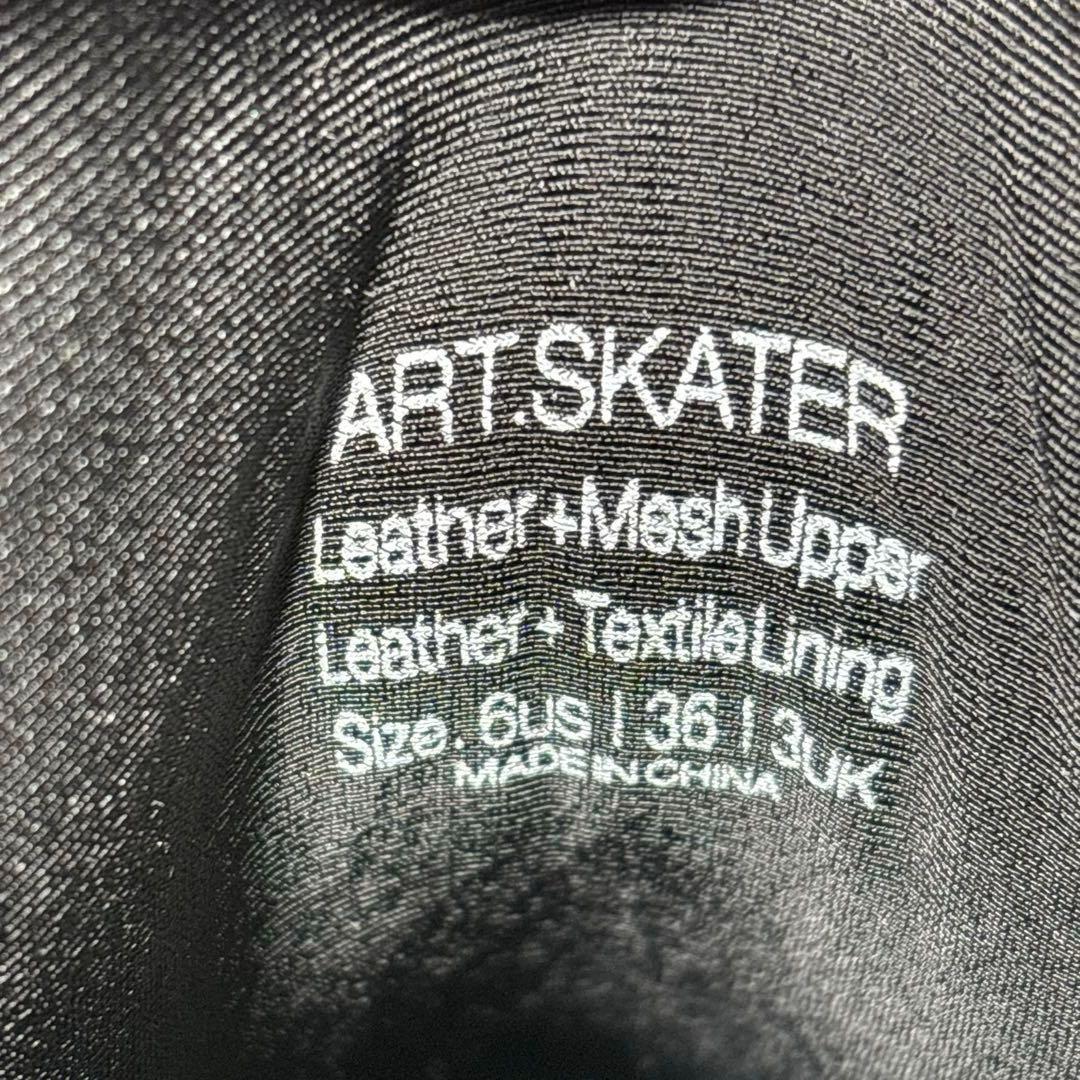 ART.SKATER
Leather+Mesh Upper
Leather+Textile Lining
Size. 6US | 36 | 3UK
MADE IN CHINA